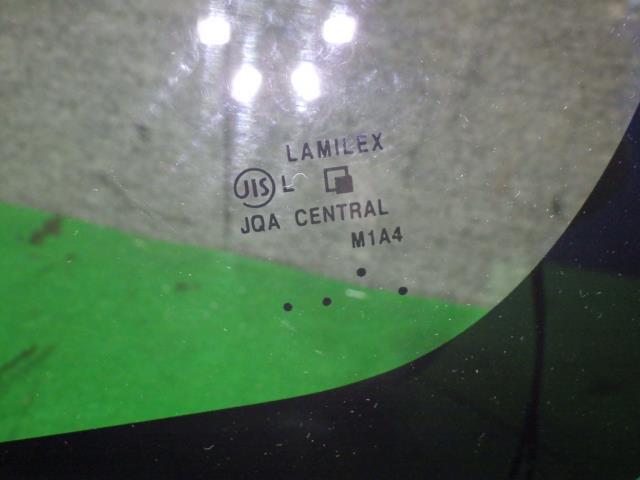 LAMILEX
JIS L
JQA CENTRAL
M1A4